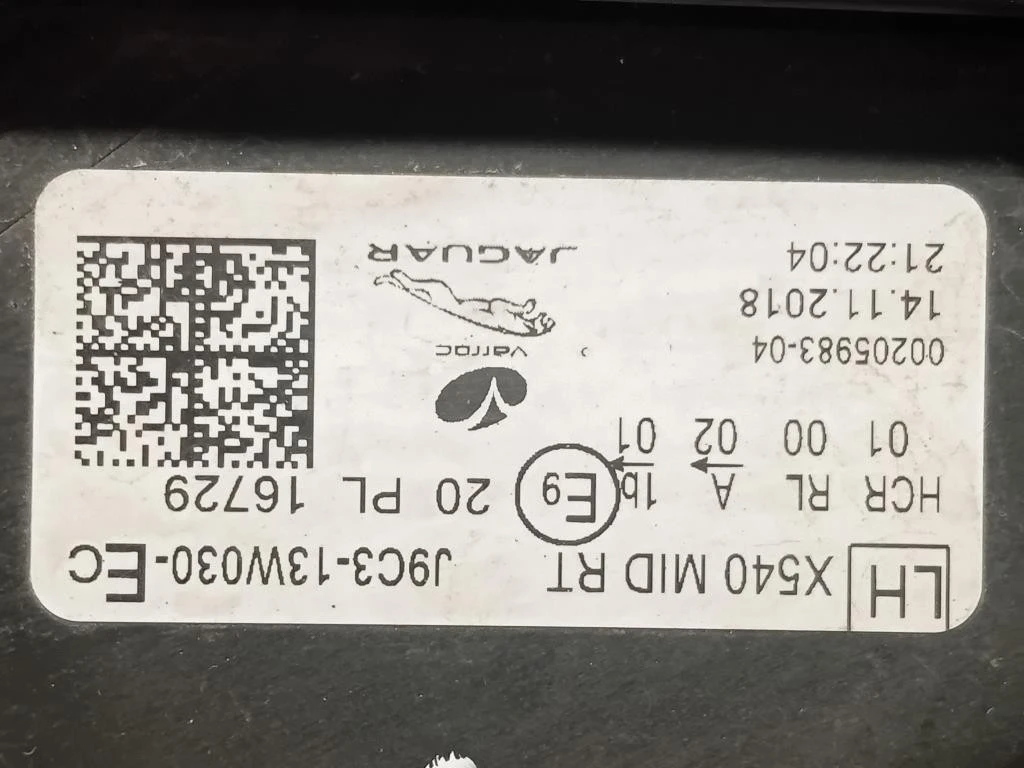 LH X540 MID RT J9C3-13W030-EC
HCR RL A 1b E9 20 PL 16729
01 00 02 01
varroc
00205983-04
14.11.2018
21:22:04
JAGUAR